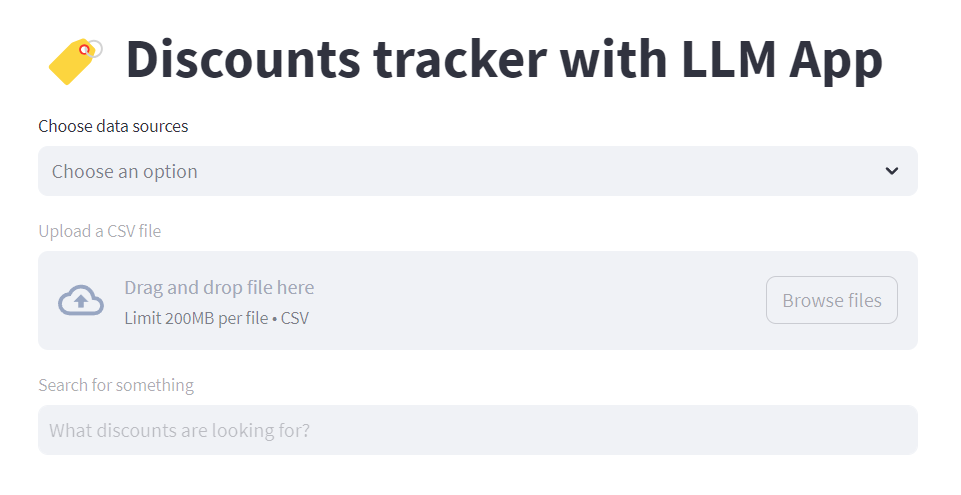 Discounts tracker with LLM App
Choose data sources
Choose an option
Upload a CSV file
Drag and drop file here
Limit 200MB per file • CSV
Browse files
Search for something
What discounts are looking for?